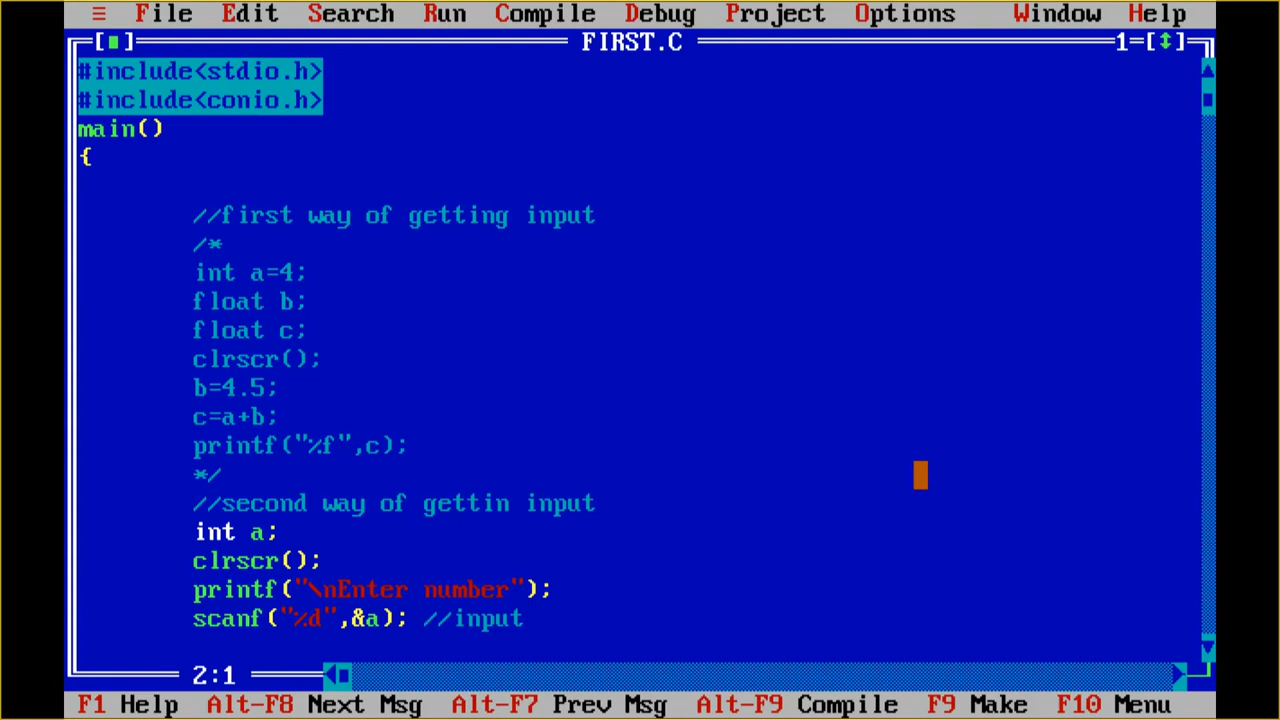 ≡ File Edit Search Run Compile Debug Project Options Window Help
[■] FIRST.C 1=[↕]
#include<stdio.h>
#include<conio.h>
main()
{
//first way of getting input
/*
int a=4;
float b;
float c;
clrscr();
b=4.5;
c=a+b;
printf("%f",c);
*/
//second way of gettin input
int a;
clrscr();
printf("\nEnter number");
scanf("%d",&a); //input
2:1
F1 Help Alt-F8 Next Msg Alt-F7 Prev Msg Alt-F9 Compile F9 Make F10 Menu